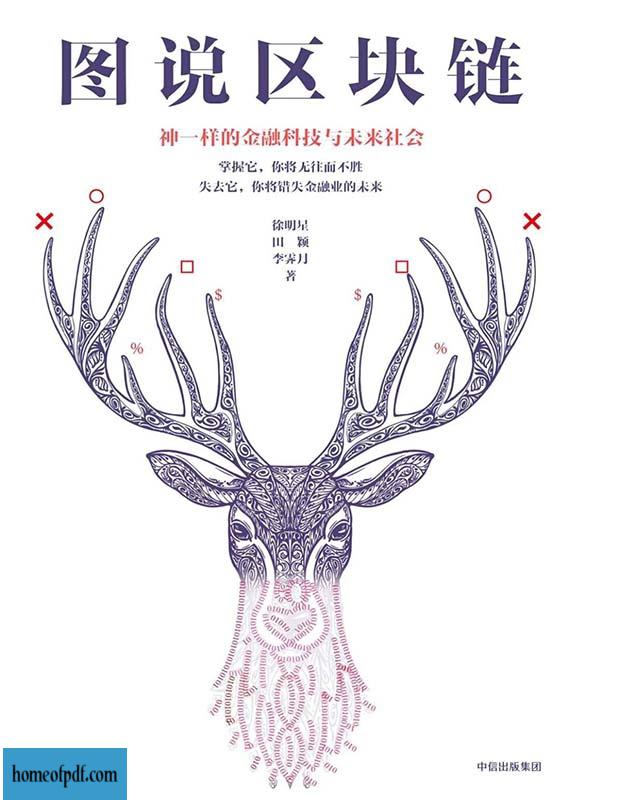 图说区块链
神一样的金融科技与未来社会
掌握它，你将无往而不胜
失去它，你将错失金融业的未来
徐明星
田 颖
李霁月
著
$ $
% %
中信出版集团
homeofpdf.com